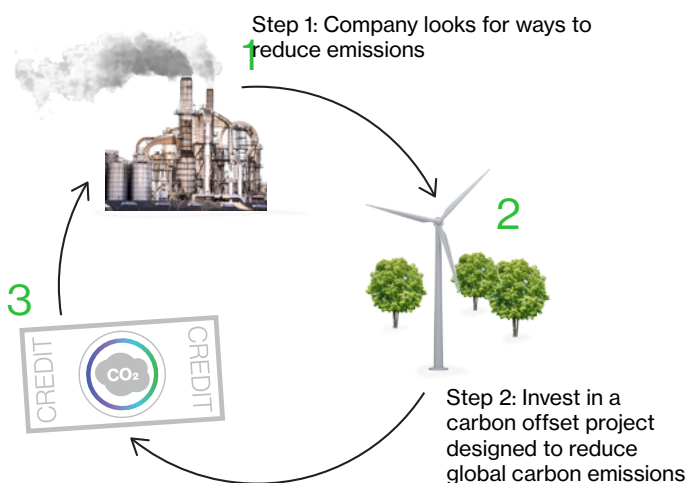 Step 1: Company looks for ways to
reduce emissions
1
2
3
CREDIT
CO₂
CREDIT
Step 2: Invest in a
carbon offset project
designed to reduce
global carbon emissions